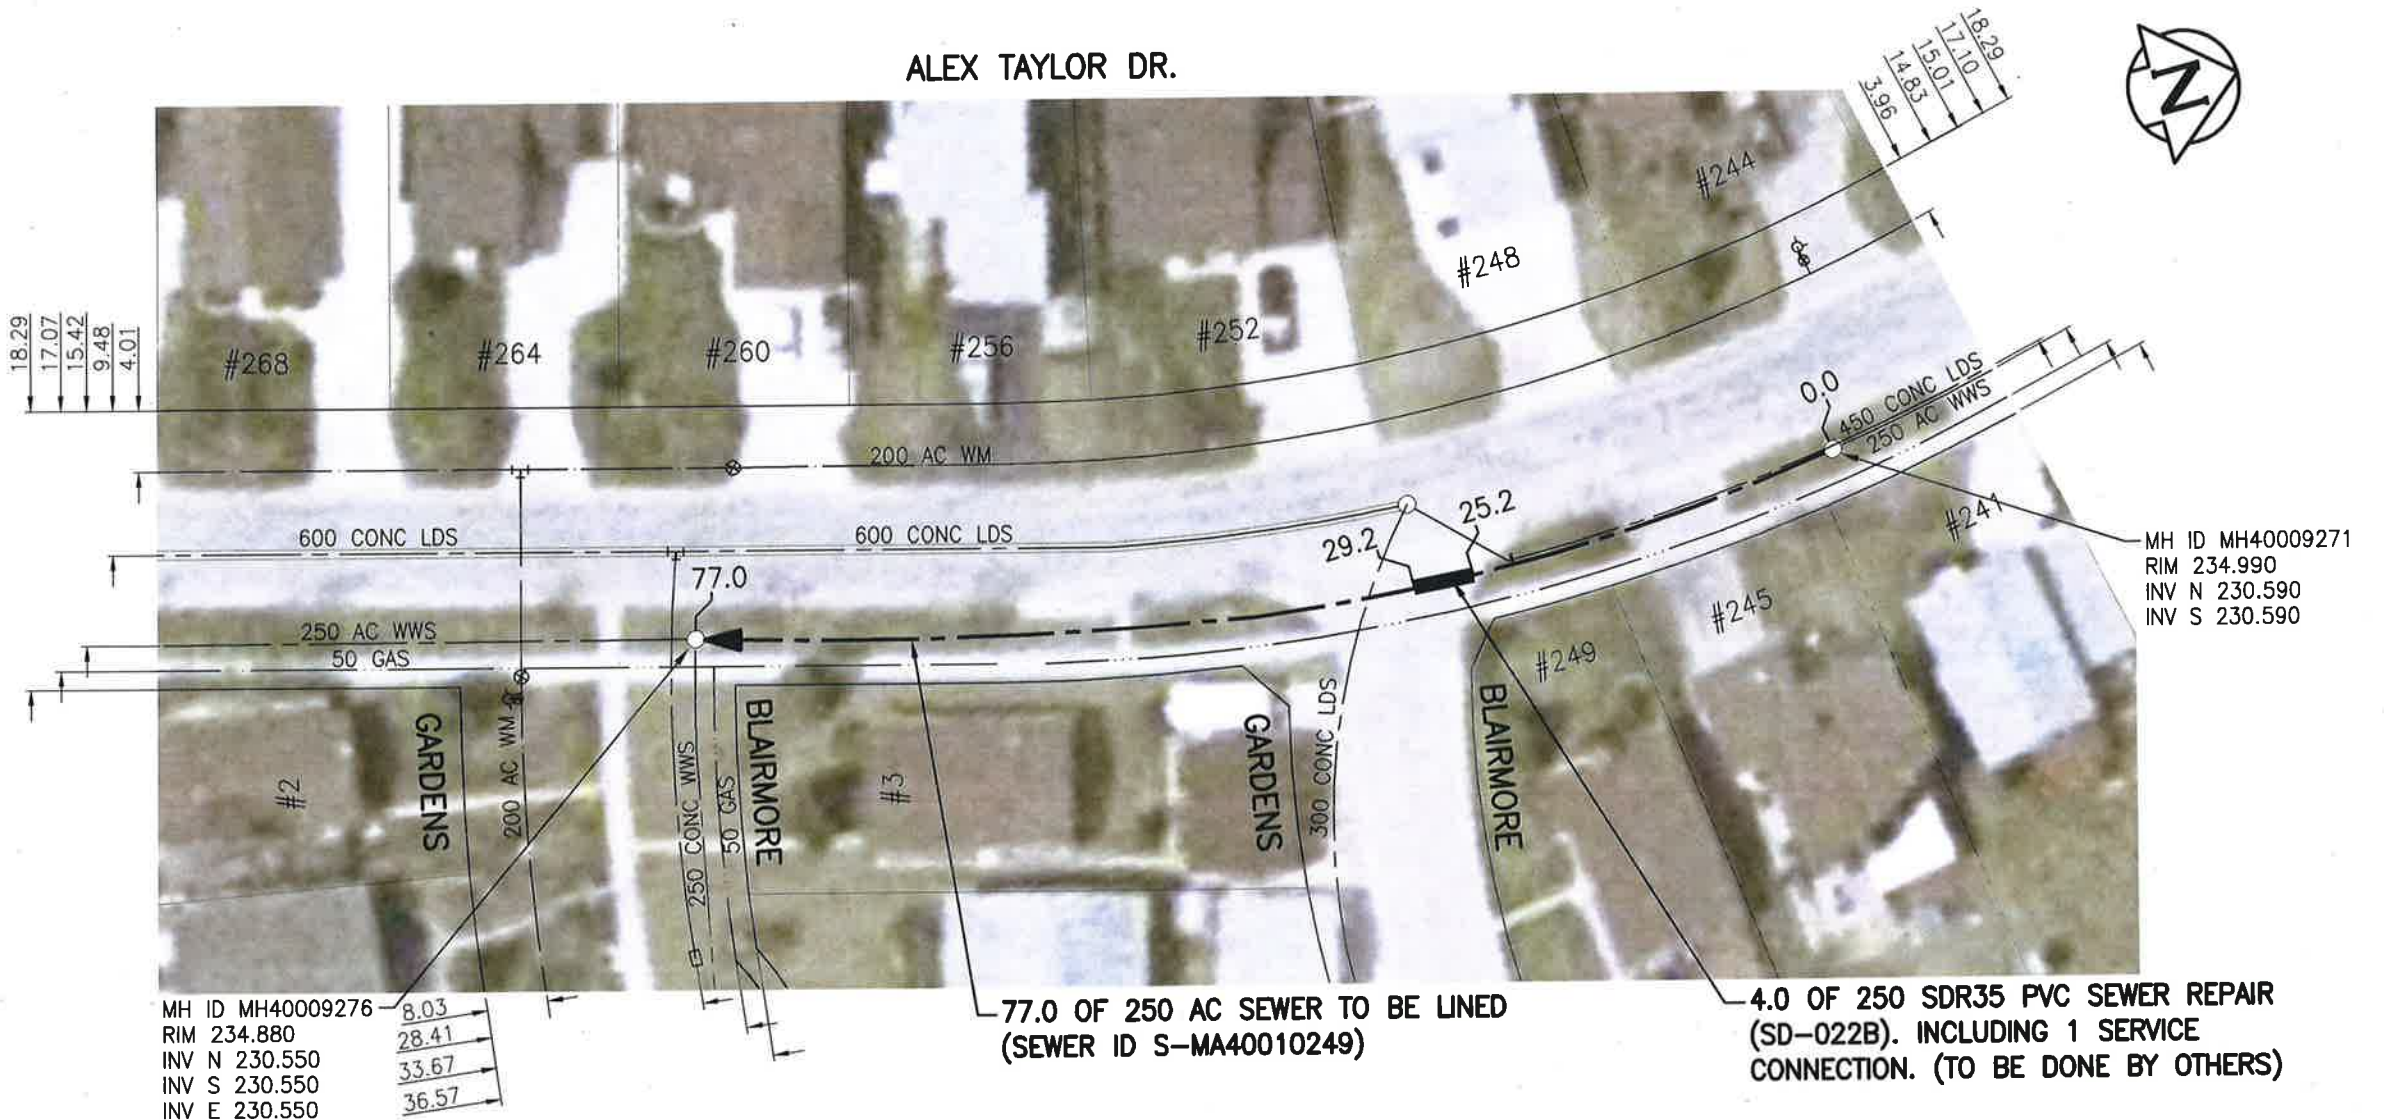 ALEX TAYLOR DR.
18.29
17.10
15.01
14.83
3.96
N
18.29
17.07
15.42
9.48
4.01
#268
#264
#260
#256
#252
#248
#244
200 AC WM
0.0
450 CONC LDS
250 AC WWS
600 CONC LDS
600 CONC LDS
29.2
25.2
#241
MH ID MH40009271
RIM 234.990
INV N 230.590
INV S 230.590
77.0
250 AC WWS
50 GAS
#249
#245
#2
GARDENS
200 AC WM
250 CONC WWS
50 GAS
BLAIRMORE
#3
GARDENS
300 CONC LDS
BLAIRMORE
MH ID MH40009276
RIM 234.880
INV N 230.550
INV S 230.550
INV E 230.550
8.03
28.41
33.67
36.57
77.0 OF 250 AC SEWER TO BE LINED
(SEWER ID S-MA40010249)
4.0 OF 250 SDR35 PVC SEWER REPAIR
(SD-022B). INCLUDING 1 SERVICE
CONNECTION. (TO BE DONE BY OTHERS)